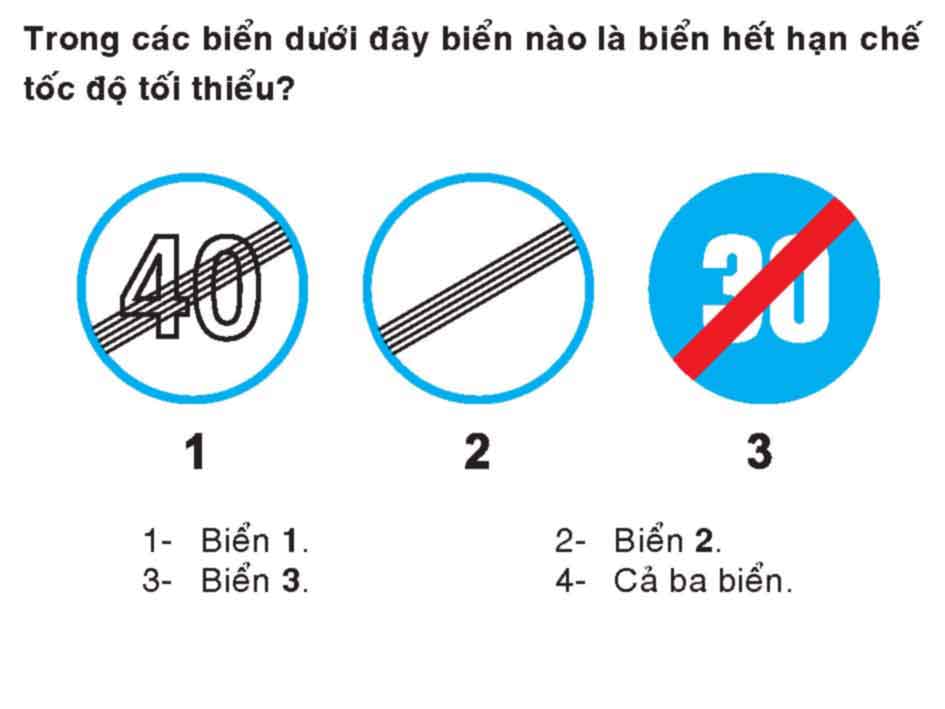 Trong các biển dưới đây biển nào là biển hết hạn chế
tốc độ tối thiểu?
40 30
1 2 3
1- Biển 1. 2- Biển 2.
3- Biển 3. 4- Cả ba biển.